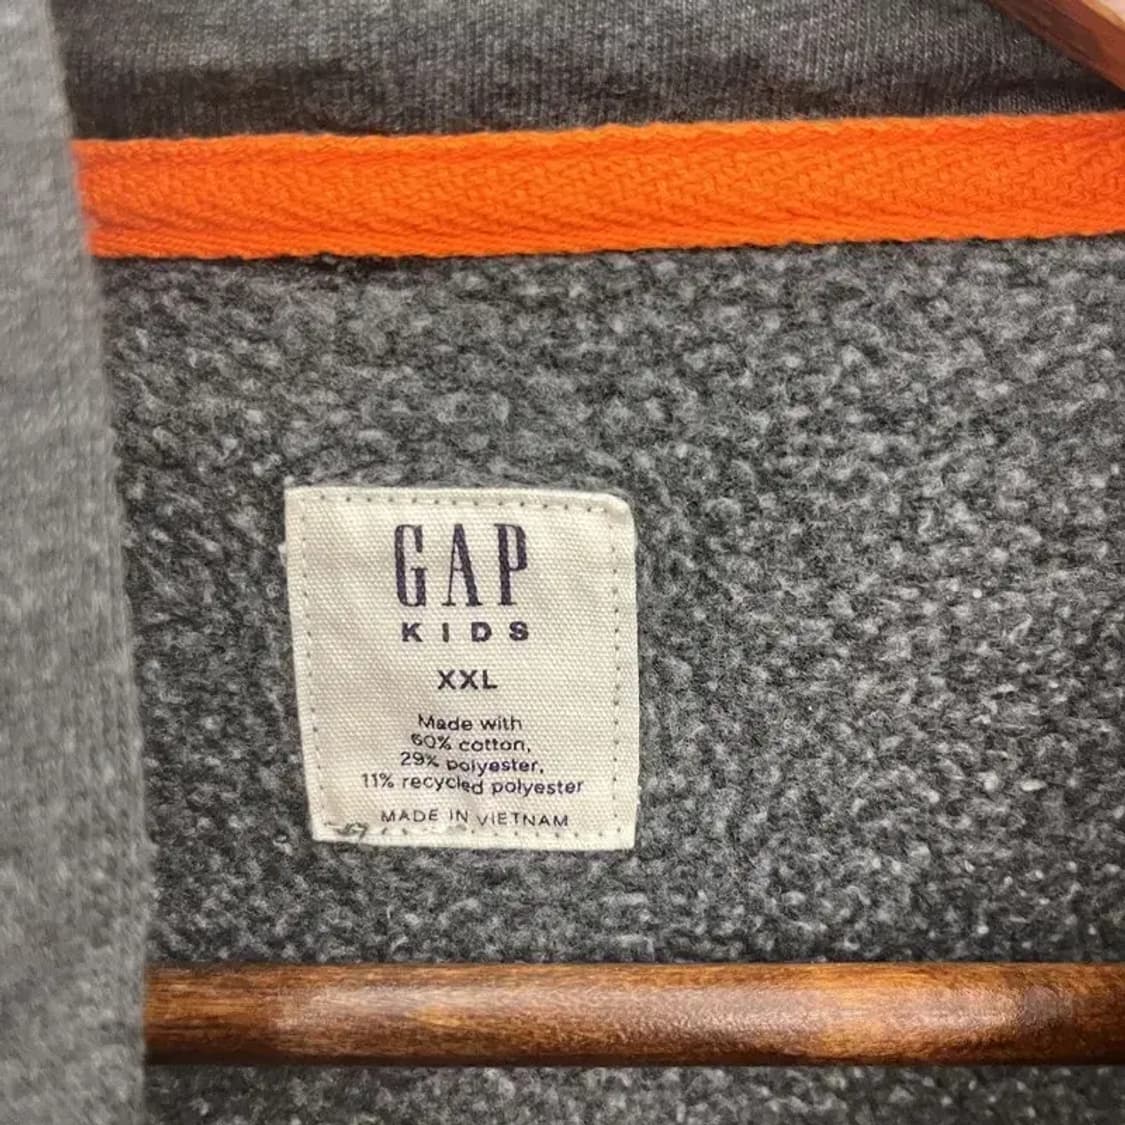 GAP
KIDS
XXL
Made with
60% cotton,
29% polyester,
11% recycled polyester
MADE IN VIETNAM